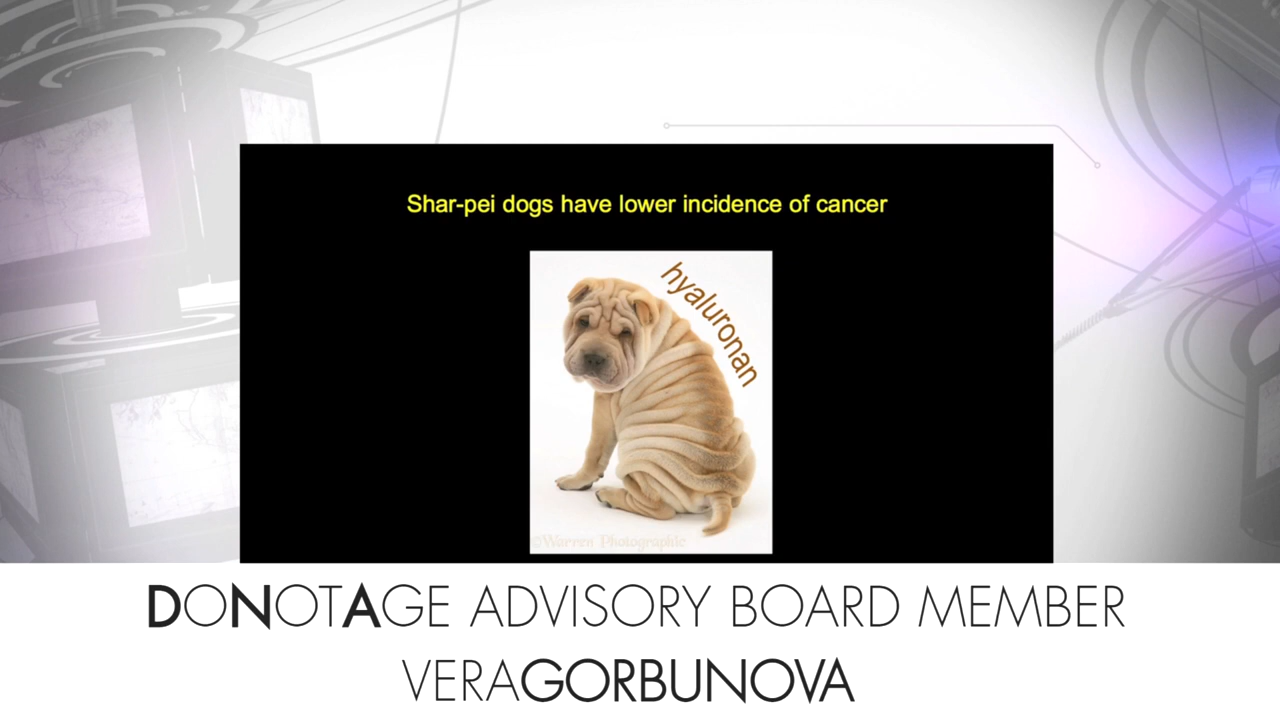 Shar-pei dogs have lower incidence of cancer
hyaluronan
©Warren Photographic
DONOTAGE ADVISORY BOARD MEMBER
VERAGORBUNOVA